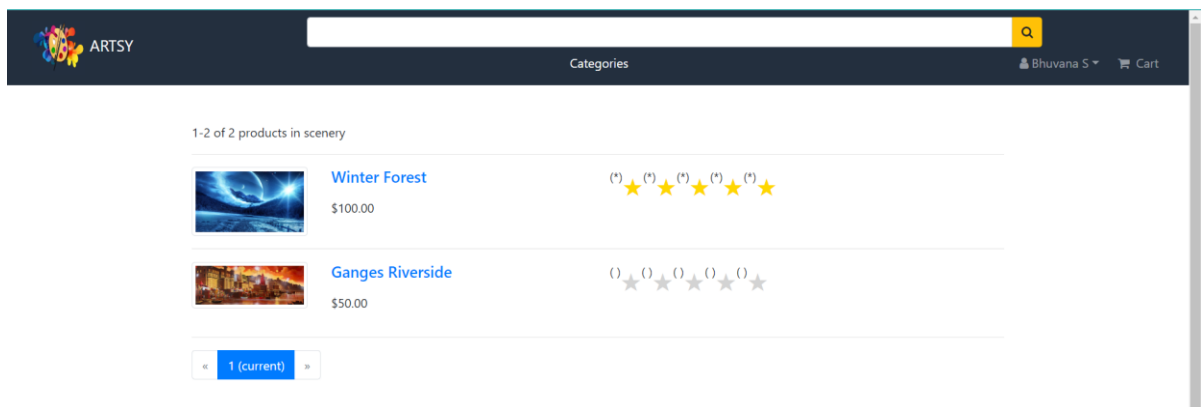 ARTSY
Categories
Bhuvana S
Cart
1-2 of 2 products in scenery
Winter Forest
(*) (*) (*) (*) (*)
$100.00
Ganges Riverside
( ) ( ) ( ) ( ) ( )
$50.00
« 1 (current) »